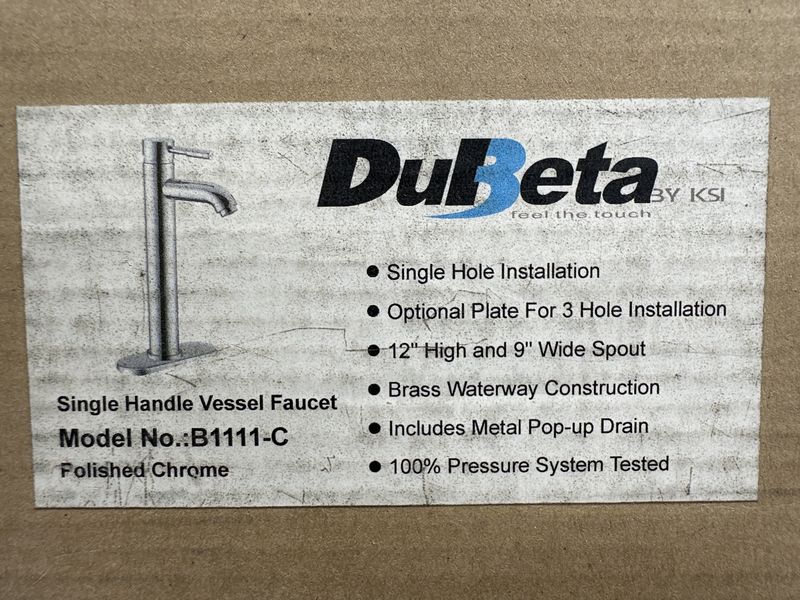 DuBeta BY KSI
feel the touch
● Single Hole Installation
● Optional Plate For 3 Hole Installation
● 12" High and 9" Wide Spout
● Brass Waterway Construction
● Includes Metal Pop-up Drain
● 100% Pressure System Tested
Single Handle Vessel Faucet
Model No.:B1111-C
Polished Chrome